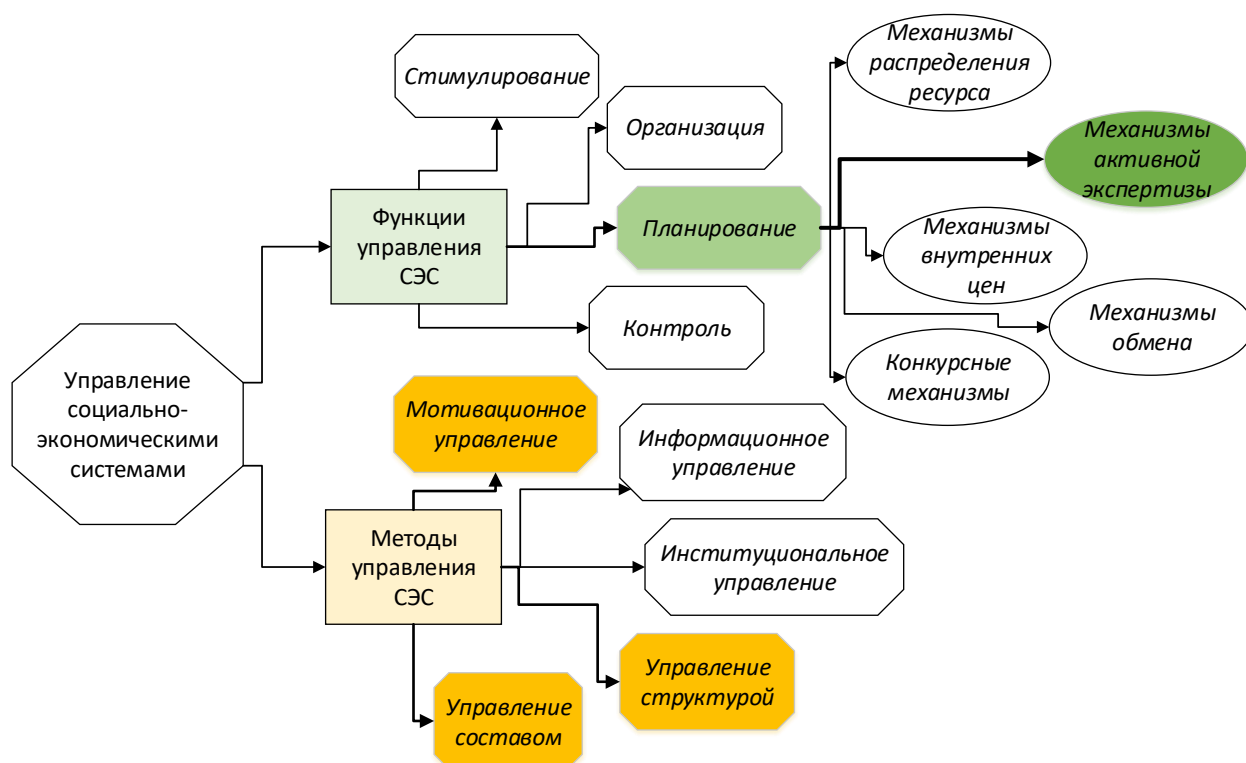 Управление
социально-
экономическими
системами
Функции
управления
СЭС
Стимулирование
Организация
Планирование
Контроль
Механизмы
распределения
ресурса
Механизмы
активной
экспертизы
Механизмы
внутренних
цен
Механизмы
обмена
Конкурсные
механизмы
Методы
управления
СЭС
Мотивационное
управление
Информационное
управление
Институциональное
управление
Управление
структурой
Управление
составом